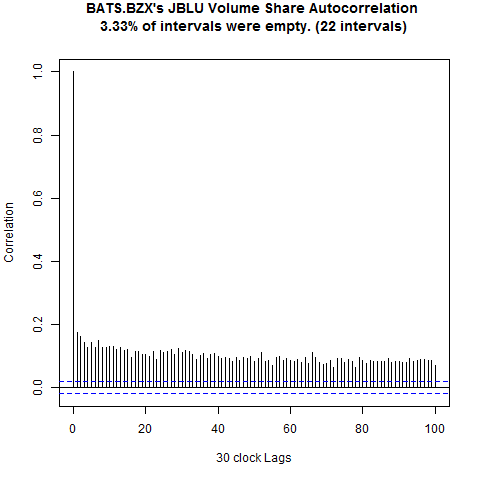 BATS.BZX's JBLU Volume Share Autocorrelation
3.33% of intervals were empty. (22 intervals)
1.0
0.8
0.6
0.4
0.2
0.0
Correlation
0 20 40 60 80 100
30 clock Lags